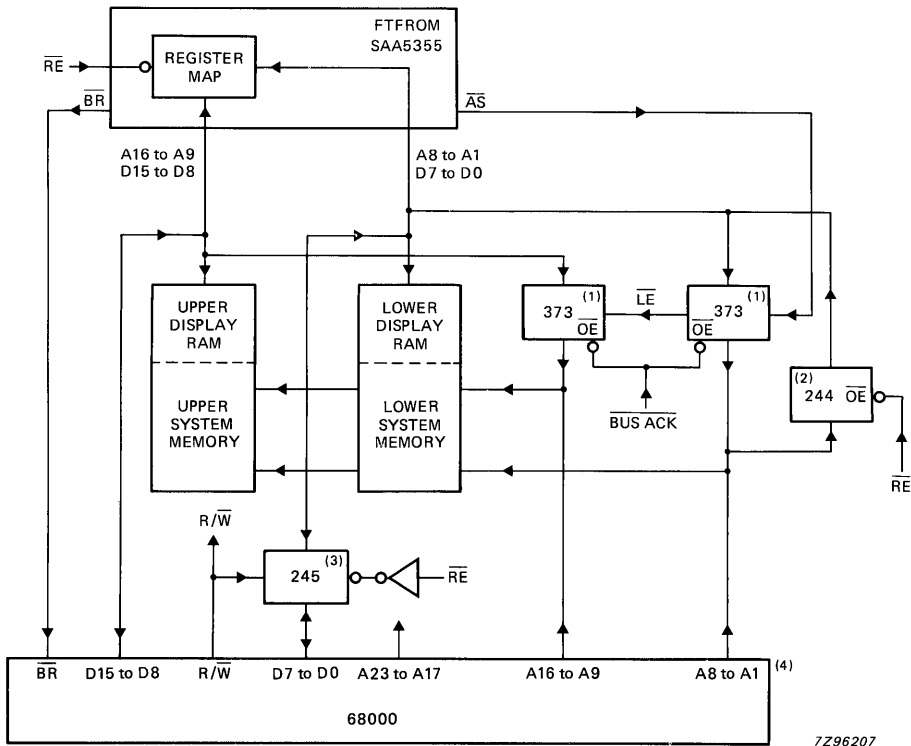 FTFROM
SAA5355
REGISTER
MAP
RE
BR
AS
A16 to A9
D15 to D8
A8 to A1
D7 to D0
UPPER
DISPLAY
RAM
UPPER
SYSTEM
MEMORY
LOWER
DISPLAY
RAM
LOWER
SYSTEM
MEMORY
(1)
373
OE
LE
(1)
373
OE
BUS ACK
(2)
244 OE
RE
R/W
(3)
245
RE
BR
D15 to D8
R/W
D7 to D0
A23 to A17
A16 to A9
A8 to A1
(4)
68000
7Z96207